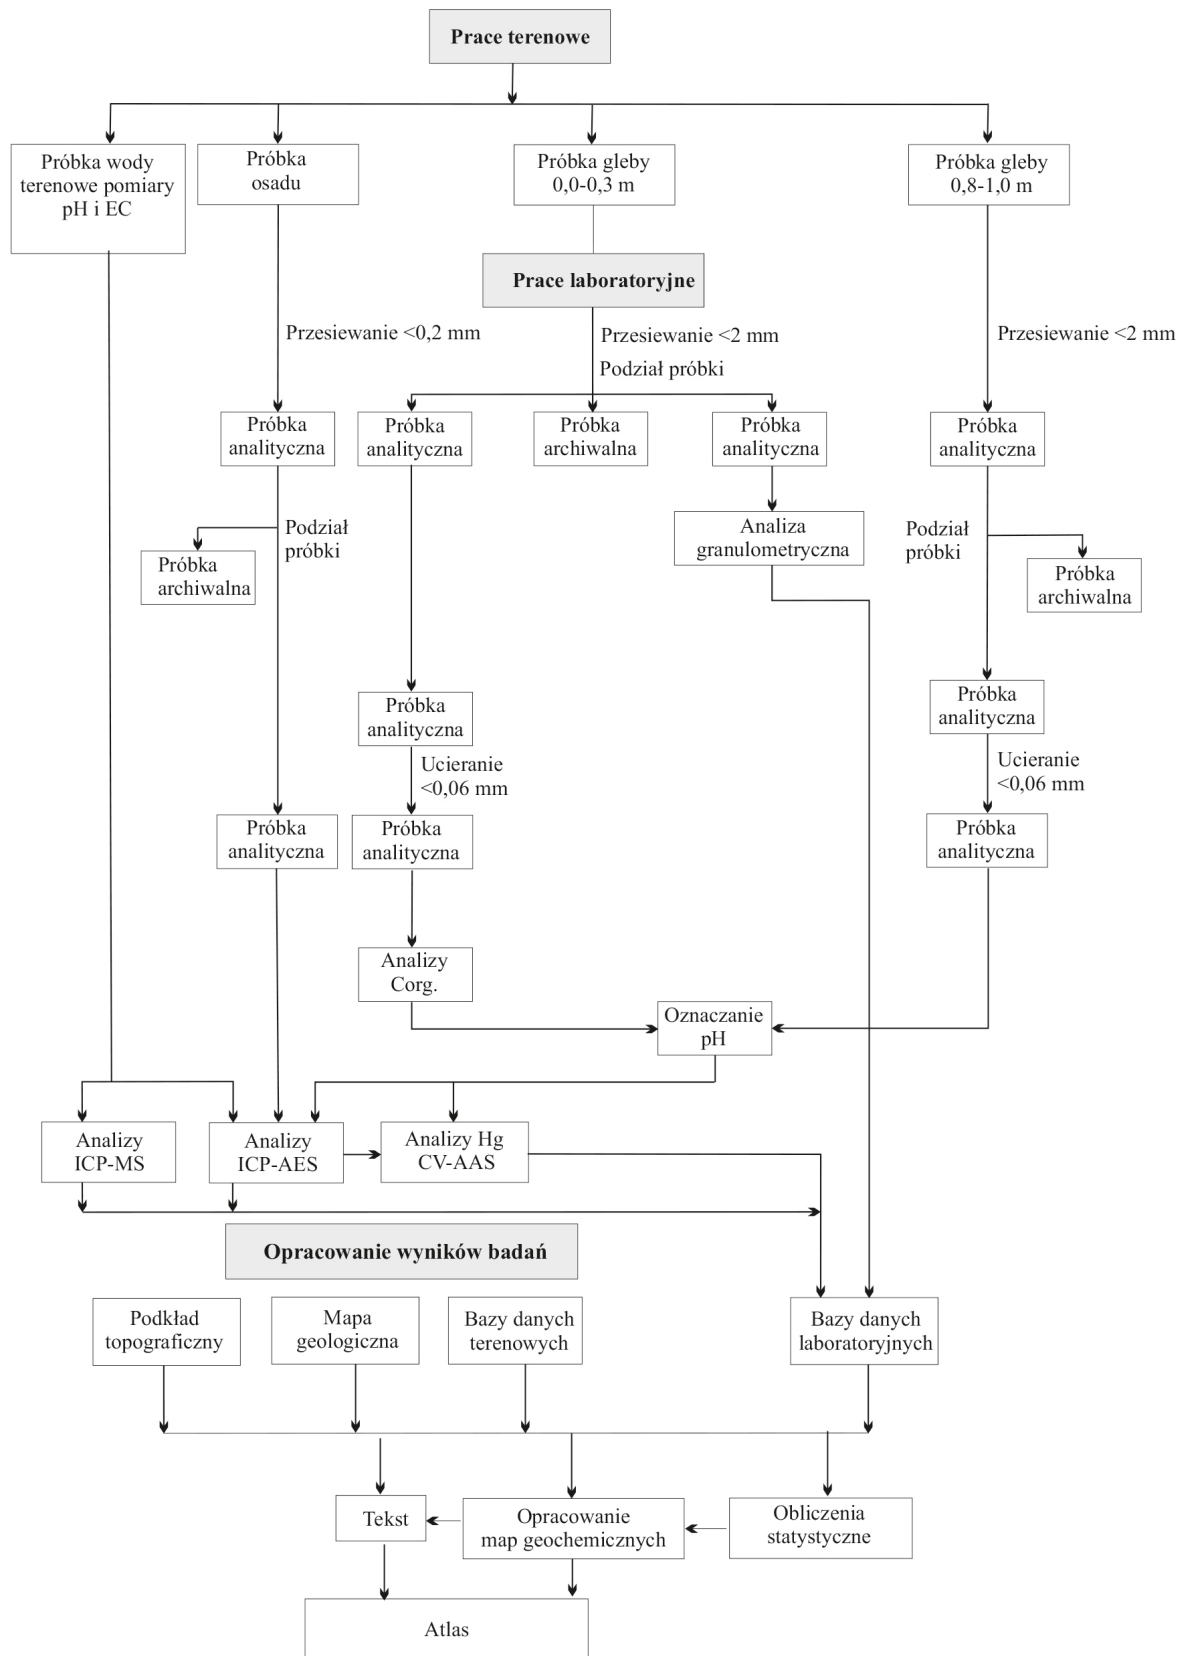 Prace terenowe
Próbka wody
terenowe pomiary
pH i EC
Próbka
osadu
Próbka gleby
0,0-0,3 m
Próbka gleby
0,8-1,0 m
Prace laboratoryjne
Przesiewanie <0,2 mm
Przesiewanie <2 mm
Podział próbki
Przesiewanie <2 mm
Próbka
analityczna
Próbka
analityczna
Próbka
archiwalna
Próbka
analityczna
Próbka
analityczna
Podział
próbki
Próbka
archiwalna
Analiza
granulometryczna
Podział
próbki
Próbka
archiwalna
Próbka
analityczna
Ucieranie
<0,06 mm
Próbka
analityczna
Ucieranie
<0,06 mm
Próbka
analityczna
Próbka
analityczna
Próbka
analityczna
Analizy
Corg.
Oznaczanie
pH
Analizy
ICP-MS
Analizy
ICP-AES
Analizy Hg
CV-AAS
Opracowanie wyników badań
Podkład
topograficzny
Mapa
geologiczna
Bazy danych
terenowych
Bazy danych
laboratoryjnych
Tekst
Opracowanie
map geochemicznych
Obliczenia
statystyczne
Atlas